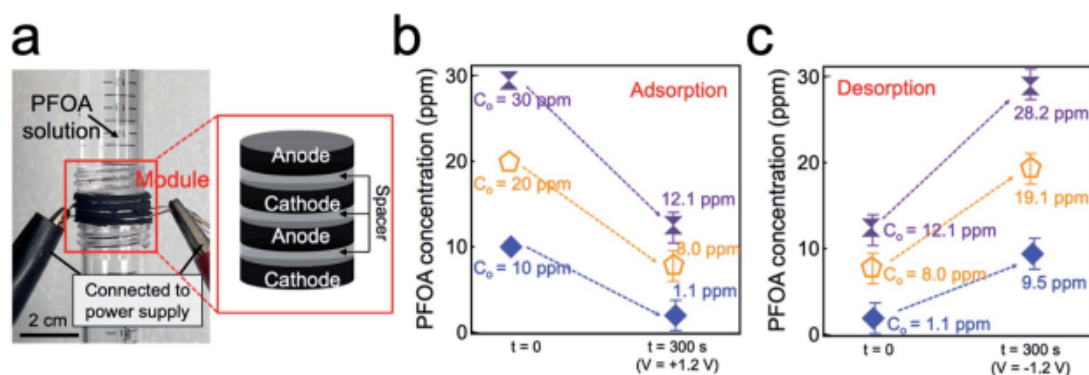 a
PFOA
solution
Module
Connected to
power supply
2 cm
Anode
Cathode
Anode
Cathode
Spacer
b
PFOA concentration (ppm)
30
20
10
0
Adsorption
C₀ = 30 ppm
C₀ = 20 ppm
C₀ = 10 ppm
12.1 ppm
8.0 ppm
1.1 ppm
t = 0
t = 300 s
(V = +1.2 V)
c
PFOA concentration (ppm)
30
20
10
0
Desorption
28.2 ppm
19.1 ppm
9.5 ppm
C₀ = 12.1 ppm
C₀ = 8.0 ppm
C₀ = 1.1 ppm
t = 0
t = 300 s
(V = -1.2 V)